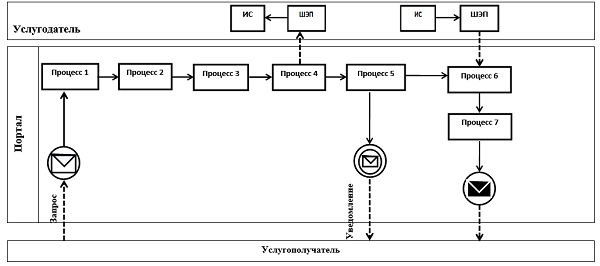 Услугодатель
ИС
ШЭП
ИС
ШЭП
Портал
Процесс 1
Процесс 2
Процесс 3
Процесс 4
Процесс 5
Процесс 6
Процесс 7
Запрос
Уведомление
Услугополучатель